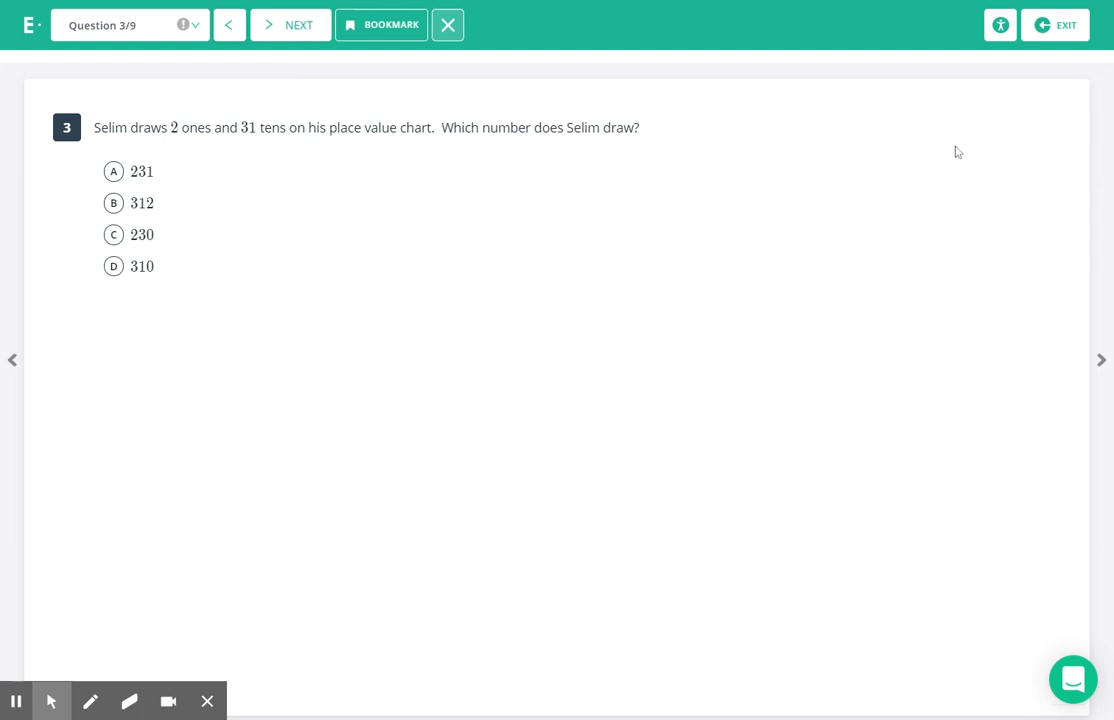 E· Question 3/9 ! < > NEXT BOOKMARK EXIT
3 Selim draws 2 ones and 31 tens on his place value chart. Which number does Selim draw?
A 231
B 312
C 230
D 310